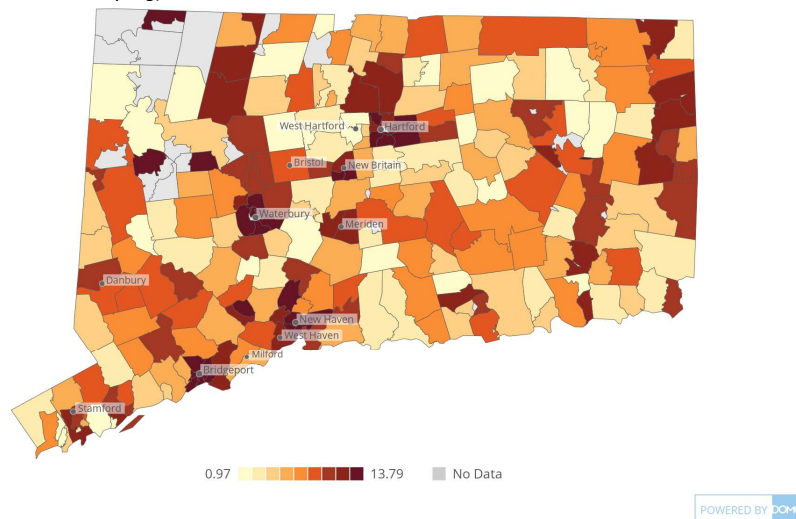 West Hartford
Hartford
Bristol
New Britain
Waterbury
Meriden
Danbury
New Haven
West Haven
Milford
Bridgeport
Stamford
0.97 13.79 No Data
POWERED BY DOMO